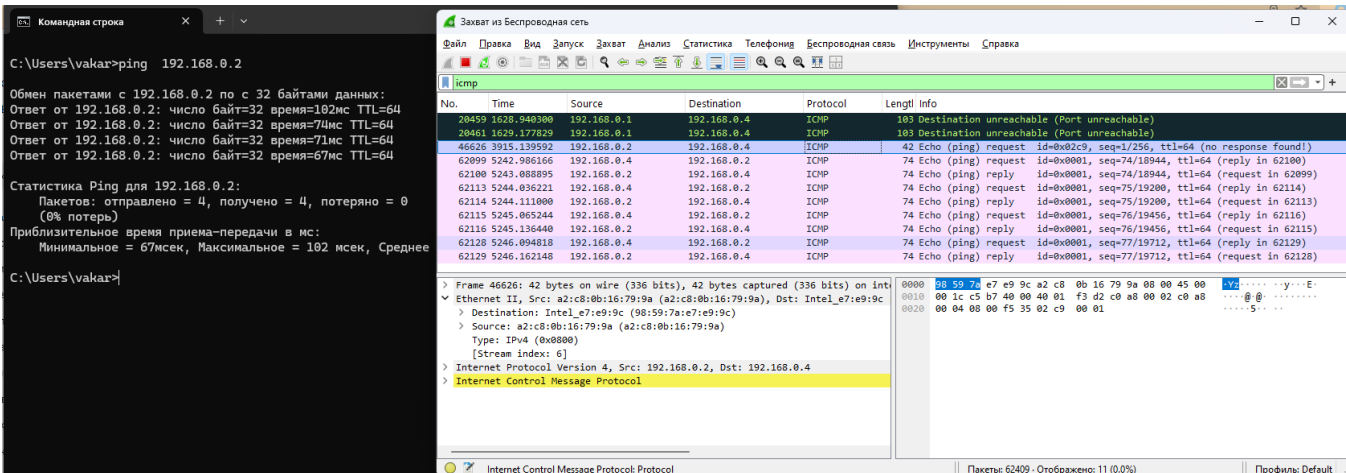 Командная строка
C:\Users\vakar>ping 192.168.0.2
Обмен пакетами с 192.168.0.2 по с 32 байтами данных:
Ответ от 192.168.0.2: число байт=32 время=102мс TTL=64
Ответ от 192.168.0.2: число байт=32 время=74мс TTL=64
Ответ от 192.168.0.2: число байт=32 время=71мс TTL=64
Ответ от 192.168.0.2: число байт=32 время=67мс TTL=64
Статистика Ping для 192.168.0.2:
Пакетов: отправлено = 4, получено = 4, потеряно = 0
(0% потерь)
Приблизительное время приема-передачи в мс:
Минимальное = 67мсек, Максимальное = 102 мсек, Среднее
C:\Users\vakar>
Захват из Беспроводная сеть
Файл Правка Вид Запуск Захват Анализ Статистика Телефония Беспроводная связь Инструменты Справка
icmp
No. Time Source Destination Protocol Lengtl Info
20459 1628.940300 192.168.0.1 192.168.0.4 ICMP 103 Destination unreachable (Port unreachable)
20461 1629.177829 192.168.0.1 192.168.0.4 ICMP 103 Destination unreachable (Port unreachable)
46626 3915.139592 192.168.0.2 192.168.0.4 ICMP 42 Echo (ping) request id=0x02c9, seq=1/256, ttl=64 (no response found!)
62099 5242.986166 192.168.0.4 192.168.0.2 ICMP 74 Echo (ping) request id=0x0001, seq=74/18944, ttl=64 (reply in 62100)
62100 5243.088895 192.168.0.2 192.168.0.4 ICMP 74 Echo (ping) reply id=0x0001, seq=74/18944, ttl=64 (request in 62099)
62113 5244.036221 192.168.0.4 192.168.0.2 ICMP 74 Echo (ping) request id=0x0001, seq=75/19200, ttl=64 (reply in 62114)
62114 5244.111000 192.168.0.2 192.168.0.4 ICMP 74 Echo (ping) reply id=0x0001, seq=75/19200, ttl=64 (request in 62113)
62115 5245.065244 192.168.0.4 192.168.0.2 ICMP 74 Echo (ping) request id=0x0001, seq=76/19456, ttl=64 (reply in 62116)
62116 5245.136440 192.168.0.2 192.168.0.4 ICMP 74 Echo (ping) reply id=0x0001, seq=76/19456, ttl=64 (request in 62115)
62128 5246.094818 192.168.0.4 192.168.0.2 ICMP 74 Echo (ping) request id=0x0001, seq=77/19712, ttl=64 (reply in 62129)
62129 5246.162148 192.168.0.2 192.168.0.4 ICMP 74 Echo (ping) reply id=0x0001, seq=77/19712, ttl=64 (request in 62128)
Frame 46626: 42 bytes on wire (336 bits), 42 bytes captured (336 bits) on inte
Ethernet II, Src: a2:c8:0b:16:79:9a (a2:c8:0b:16:79:9a), Dst: Intel_e7:e9:9c
Destination: Intel_e7:e9:9c (98:59:7a:e7:e9:9c)
Source: a2:c8:0b:16:79:9a (a2:c8:0b:16:79:9a)
Type: IPv4 (0x0800)
[Stream index: 6]
Internet Protocol Version 4, Src: 192.168.0.2, Dst: 192.168.0.4
Internet Control Message Protocol
0000 98 59 7a e7 e9 9c a2 c8 0b 16 79 9a 08 00 45 00 ·Yz····· ··y···E·
0010 00 1c c5 b7 40 00 40 01 f3 d2 c0 a8 00 02 c0 a8 ····@·@· ········
0020 00 04 08 00 f5 35 02 c9 00 01 ·····5·· ··
Internet Control Message Protocol: Protocol
Пакеты: 62409 · Отображено: 11 (0.0%)
Профиль: Default